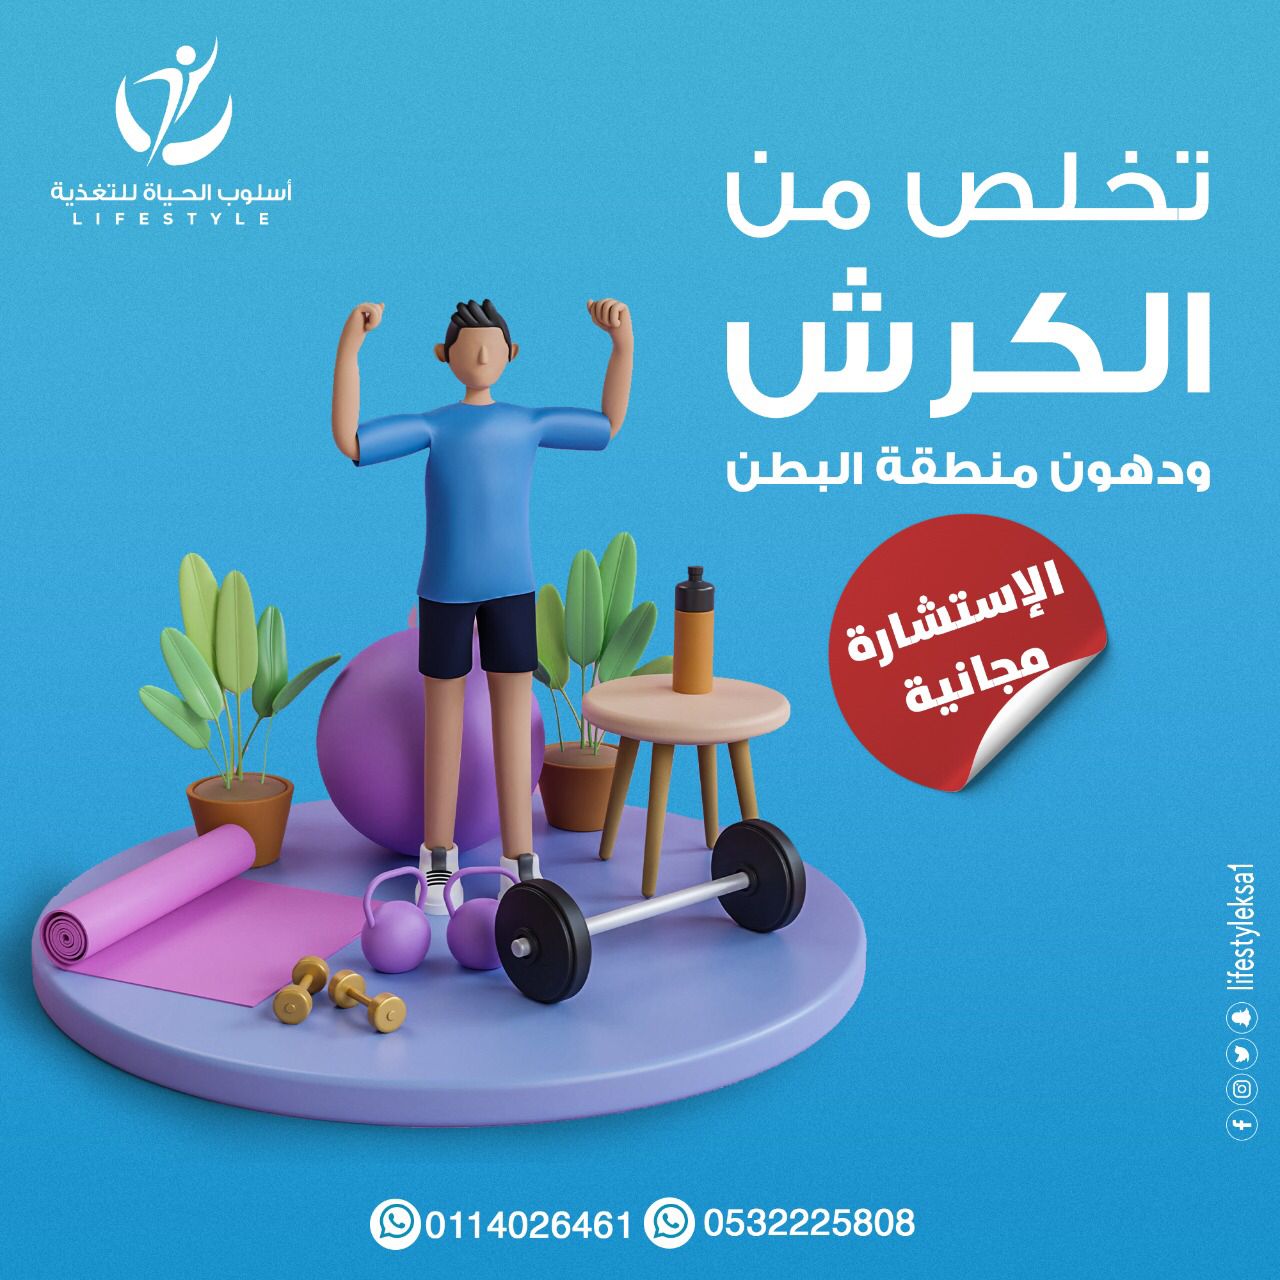 أسلوب الحياة للتغذية
LIFESTYLE
تخلص من
الكرش
ودهون منطقة البطن
الإستشارة
مجانية
lifestyleksa1
0114026461
0532225808